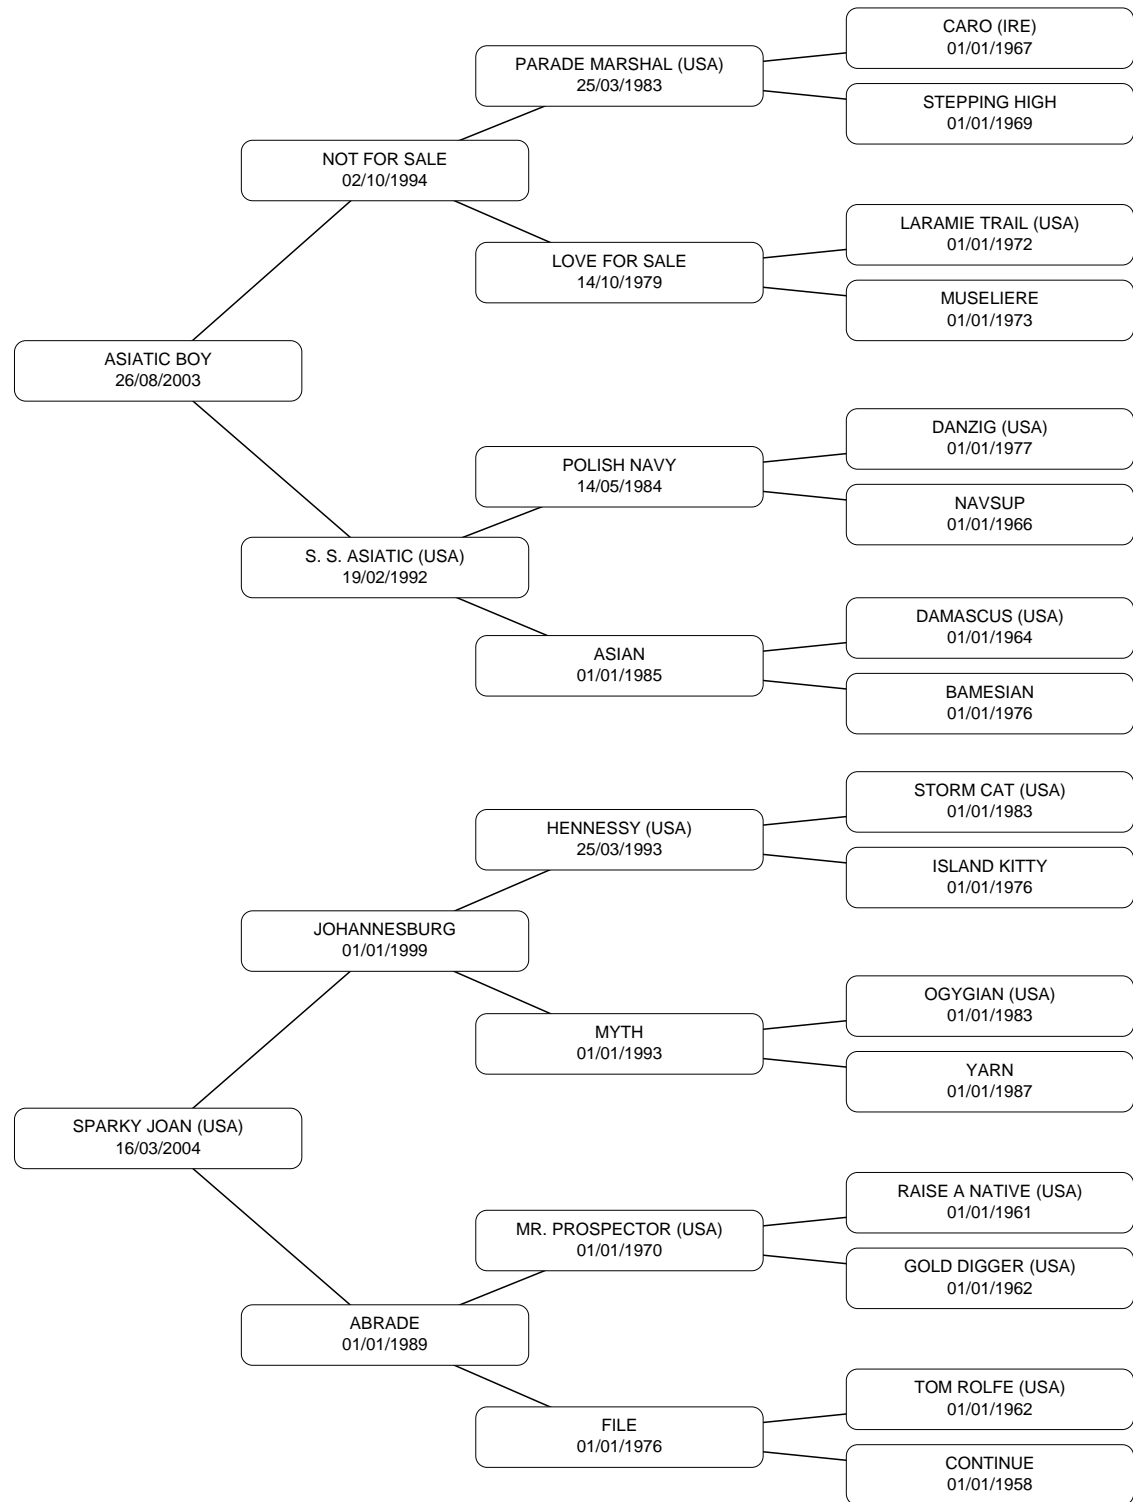 CARO (IRE)
01/01/1967
PARADE MARSHAL (USA)
25/03/1983
STEPPING HIGH
01/01/1969
NOT FOR SALE
02/10/1994
LARAMIE TRAIL (USA)
01/01/1972
LOVE FOR SALE
14/10/1979
MUSELIERE
01/01/1973
ASIATIC BOY
26/08/2003
DANZIG (USA)
01/01/1977
POLISH NAVY
14/05/1984
NAVSUP
01/01/1966
S. S. ASIATIC (USA)
19/02/1992
DAMASCUS (USA)
01/01/1964
ASIAN
01/01/1985
BAMESIAN
01/01/1976
STORM CAT (USA)
01/01/1983
HENNESSY (USA)
25/03/1993
ISLAND KITTY
01/01/1976
JOHANNESBURG
01/01/1999
OGYGIAN (USA)
01/01/1983
MYTH
01/01/1993
YARN
01/01/1987
SPARKY JOAN (USA)
16/03/2004
RAISE A NATIVE (USA)
01/01/1961
MR. PROSPECTOR (USA)
01/01/1970
GOLD DIGGER (USA)
01/01/1962
ABRADE
01/01/1989
TOM ROLFE (USA)
01/01/1962
FILE
01/01/1976
CONTINUE
01/01/1958